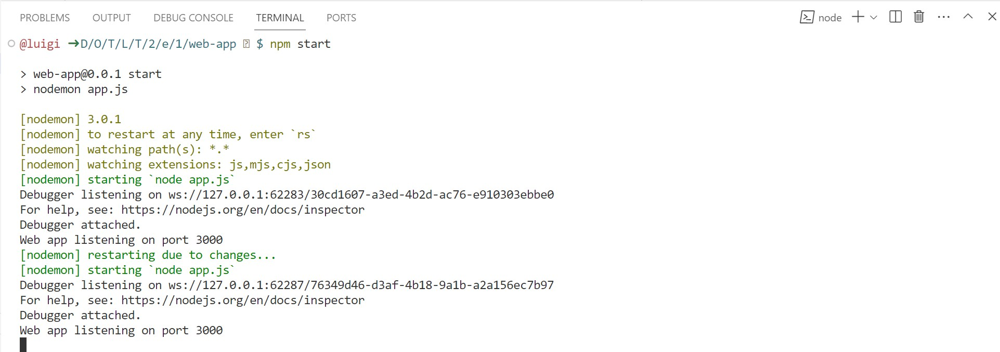 PROBLEMS OUTPUT DEBUG CONSOLE TERMINAL PORTS node
@luigi ➜D/O/T/L/T/2/e/1/web-app $ npm start
> web-app@0.0.1 start
> nodemon app.js
[nodemon] 3.0.1
[nodemon] to restart at any time, enter `rs`
[nodemon] watching path(s): *.*
[nodemon] watching extensions: js,mjs,cjs,json
[nodemon] starting `node app.js`
Debugger listening on ws://127.0.0.1:62283/30cd1607-a3ed-4b2d-ac76-e910303ebbe0
For help, see: https://nodejs.org/en/docs/inspector
Debugger attached.
Web app listening on port 3000
[nodemon] restarting due to changes...
[nodemon] starting `node app.js`
Debugger listening on ws://127.0.0.1:62287/76349d46-d3af-4b18-9a1b-a2a156ec7b97
For help, see: https://nodejs.org/en/docs/inspector
Debugger attached.
Web app listening on port 3000